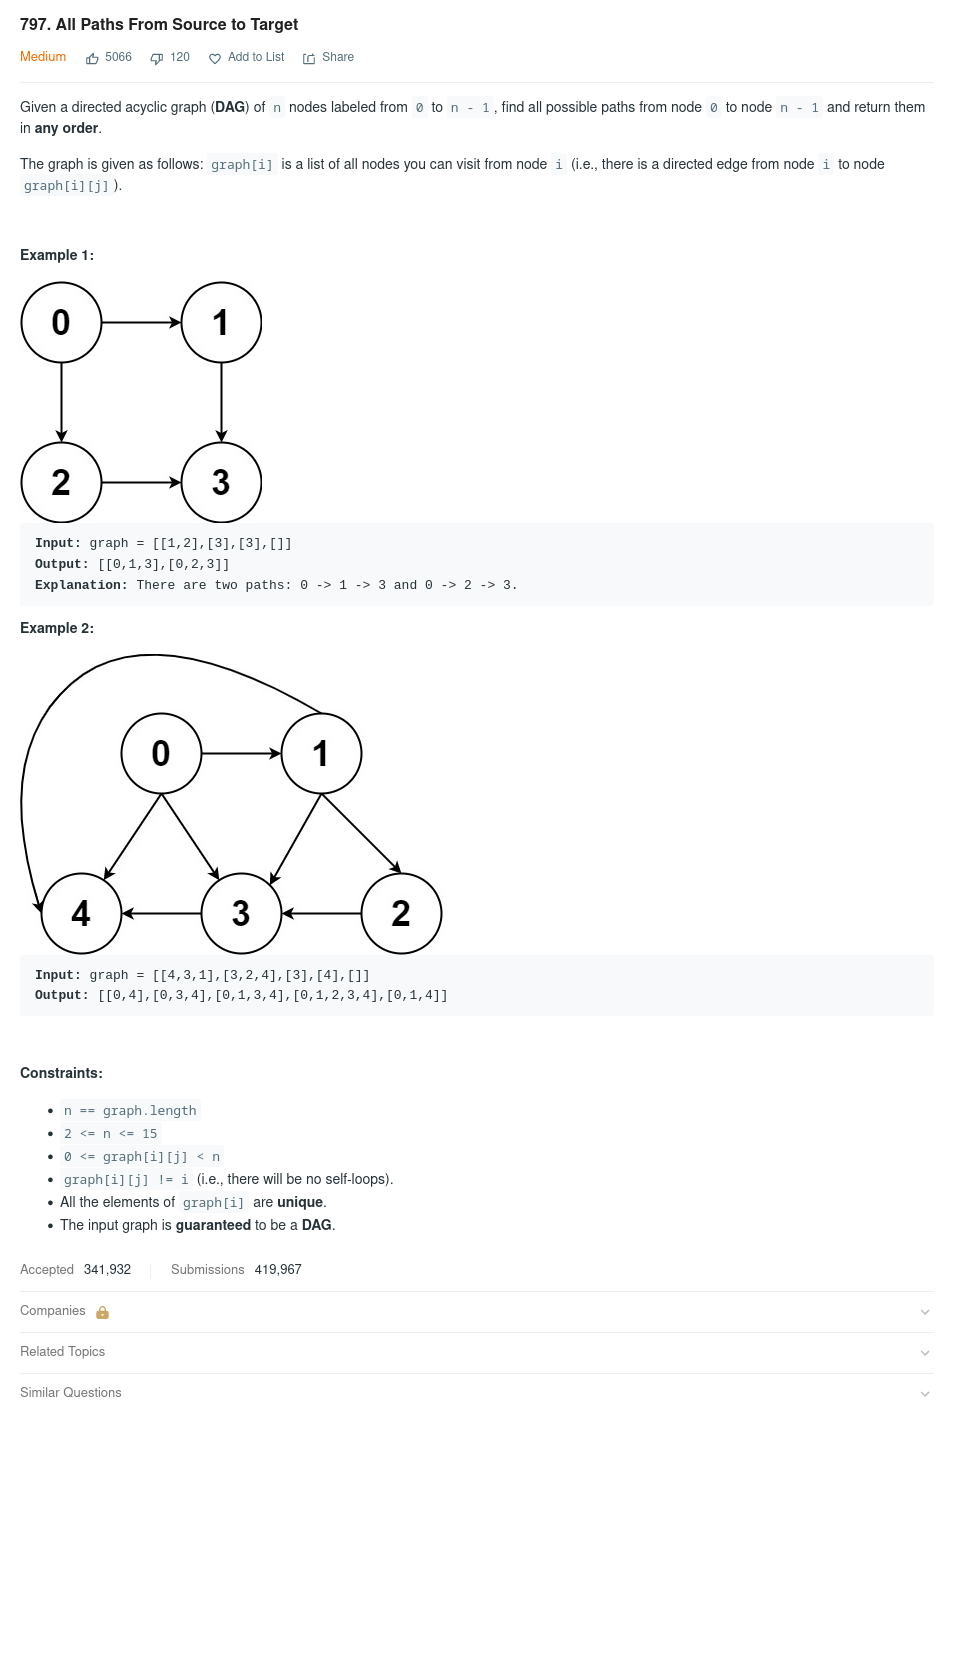 797. All Paths From Source to Target
Medium 5066 120 Add to List Share
Given a directed acyclic graph (DAG) of n nodes labeled from 0 to n - 1, find all possible paths from node 0 to node n - 1 and return them
in any order.
The graph is given as follows: graph[i] is a list of all nodes you can visit from node i (i.e., there is a directed edge from node i to node
graph[i][j]).
Example 1:
0 1
2 3
Input: graph = [[1,2],[3],[3],[]]
Output: [[0,1,3],[0,2,3]]
Explanation: There are two paths: 0 -> 1 -> 3 and 0 -> 2 -> 3.
Example 2:
0 1
4 3 2
Input: graph = [[4,3,1],[3,2,4],[3],[4],[]]
Output: [[0,4],[0,3,4],[0,1,3,4],[0,1,2,3,4],[0,1,4]]
Constraints:
• n == graph.length
• 2 <= n <= 15
• 0 <= graph[i][j] < n
• graph[i][j] != i (i.e., there will be no self-loops).
• All the elements of graph[i] are unique.
• The input graph is guaranteed to be a DAG.
Accepted 341,932 Submissions 419,967
Companies
Related Topics
Similar Questions